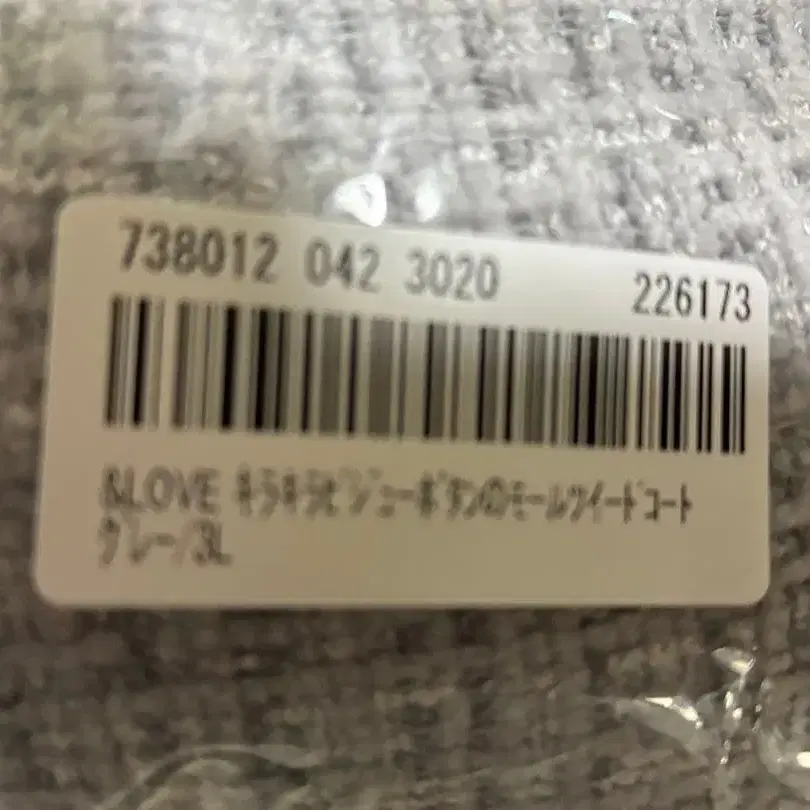 738012 042 3020 226173
&LOVE ｷﾗｷﾗﾋﾞｼﾞｭｰﾎﾞﾀﾝのﾓｰﾙﾂｲｰﾄﾞｺｰﾄ
ｸﾞﾚｰ/3L